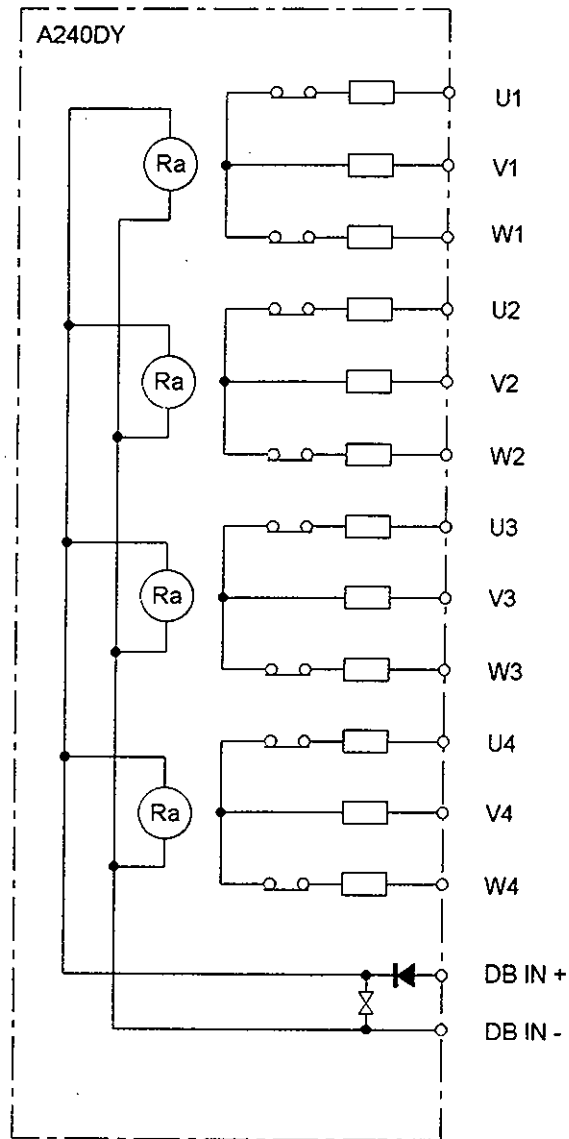 A240DY
U1
Ra
V1
W1
U2
Ra
V2
W2
U3
Ra
V3
W3
U4
Ra
V4
W4
DB IN +
DB IN -